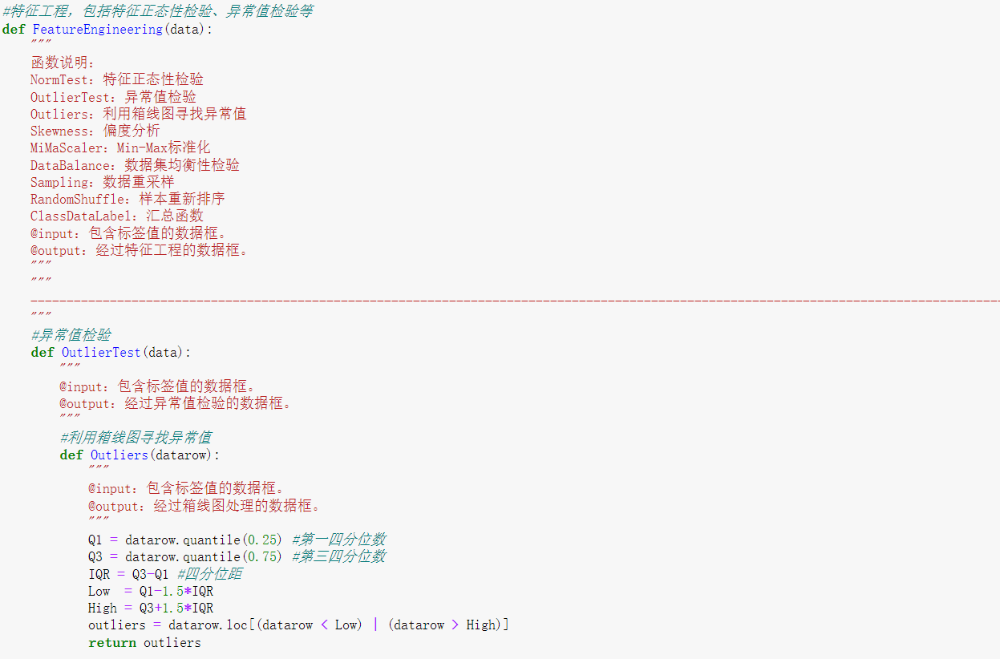 #特征工程，包括特征正态性检验、异常值检验等
def FeatureEngineering(data):
    """
    函数说明：
    NormTest：特征正态性检验
    OutlierTest：异常值检验
    Outliers：利用箱线图寻找异常值
    Skewness：偏度分析
    MiMaScaler：Min-Max标准化
    DataBalance：数据集均衡性检验
    Sampling：数据重采样
    RandomShuffle：样本重新排序
    ClassDataLabel：汇总函数
    @input：包含标签值的数据框。
    @output：经过特征工程的数据框。
    """
    """
    --------------------------------------------------------------------------------------------------------------------------------------
    """
    #异常值检验
    def OutlierTest(data):
        """
        @input：包含标签值的数据框。
        @output：经过异常值检验的数据框。
        """
        #利用箱线图寻找异常值
        def Outliers(datarow):
            """
            @input：包含标签值的数据框。
            @output：经过箱线图处理的数据框。
            """
            Q1 = datarow.quantile(0.25) #第一四分位数
            Q3 = datarow.quantile(0.75) #第三四分位数
            IQR = Q3-Q1 #四分位距
            Low  = Q1-1.5*IQR
            High = Q3+1.5*IQR
            outliers = datarow.loc[(datarow < Low) | (datarow > High)]
            return outliers